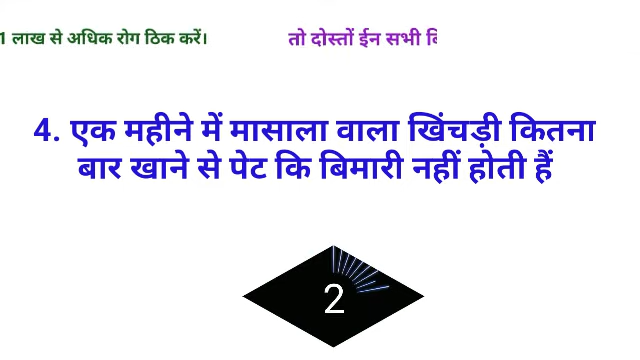 1 लाख से अधिक रोग ठिक करें।
तो दोस्तों ईन सभी
4. एक महीने में मासाला वाला खिंचड़ी कितना
बार खाने से पेट कि बिमारी नहीं होती हैं
2